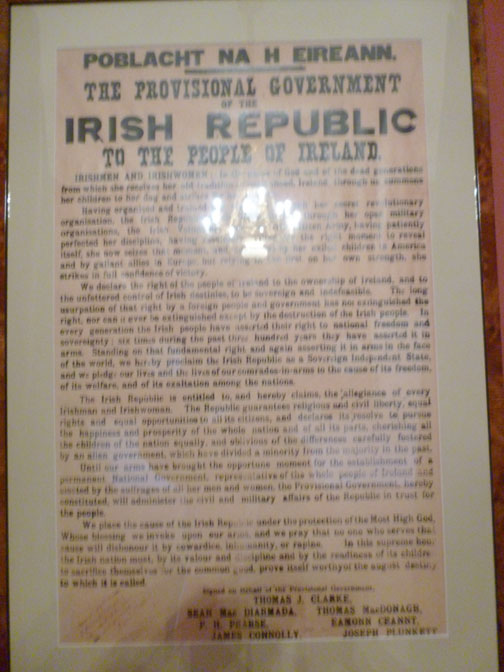 POBLACHT NA H EIREANN.
THE PROVISIONAL GOVERNMENT
OF THE
IRISH REPUBLIC
TO THE PEOPLE OF IRELAND.
IRISHMEN AND IRISHWOMEN: In the name of God and of the dead generations
from which she receives her old tradition of nationhood, Ireland, through us, summons
her children to her flag and strikes
Having organised and trained her secret revolutionary
organisation, the Irish Republican through her open military
organisations, the Irish Volunteers Citizen Army, having patiently
perfected her discipline, having the right moment to reveal
itself, she now seizes that moment, and, by her exiled children in America
and by gallant allies in Europe, but relying in the first on her own strength, she
strikes in full confidence of victory.
We declare the right of the people of Ireland to the ownership of Ireland, and to
the unfettered control of Irish destinies, to be sovereign and indefeasible. The long
usurpation of that right by a foreign people and government has not extinguished the
right, nor can it ever be extinguished except by the destruction of the Irish people. In
every generation the Irish people have asserted their right to national freedom and
sovereignty; six times during the past three hundred years they have asserted it in
arms. Standing on that fundamental right and again asserting it in arms in the face
of the world, we hereby proclaim the Irish Republic as a Sovereign Independent State,
and we pledge our lives and the lives of our comrades-in-arms to the cause of its freedom,
of its welfare, and of its exaltation among the nations.
The Irish Republic is entitled to, and hereby claims, the allegiance of every
Irishman and Irishwoman. The Republic guarantees religious and civil liberty, equal
rights and equal opportunities to all its citizens, and declares its resolve to pursue
the happiness and prosperity of the whole nation and of all its parts, cherishing all
the children of the nation equally, and oblivious of the differences carefully fostered
by an alien government, which have divided a minority from the majority in the past.
Until our arms have brought the opportune moment for the establishment of a
permanent National Government, representative of the whole people of Ireland and
elected by the suffrages of all her men and women, the Provisional Government, hereby
constituted, will administer the civil and military affairs of the Republic in trust for
the people.
We place the cause of the Irish Republic under the protection of the Most High God,
Whose blessing we invoke upon our arms, and we pray that no one who serves that
cause will dishonour it by cowardice, inhumanity, or rapine. In this supreme hour
the Irish nation must, by its valour and discipline and by the readiness of its children
to sacrifice themselves for the common good, prove itself worthy of the august destiny
to which it is called.
Signed on Behalf of the Provisional Government,
THOMAS J. CLARKE,
SEAN Mac DIARMADA, THOMAS MacDONAGH,
P. H. PEARSE, EAMONN CEANNT,
JAMES CONNOLLY, JOSEPH PLUNKETT